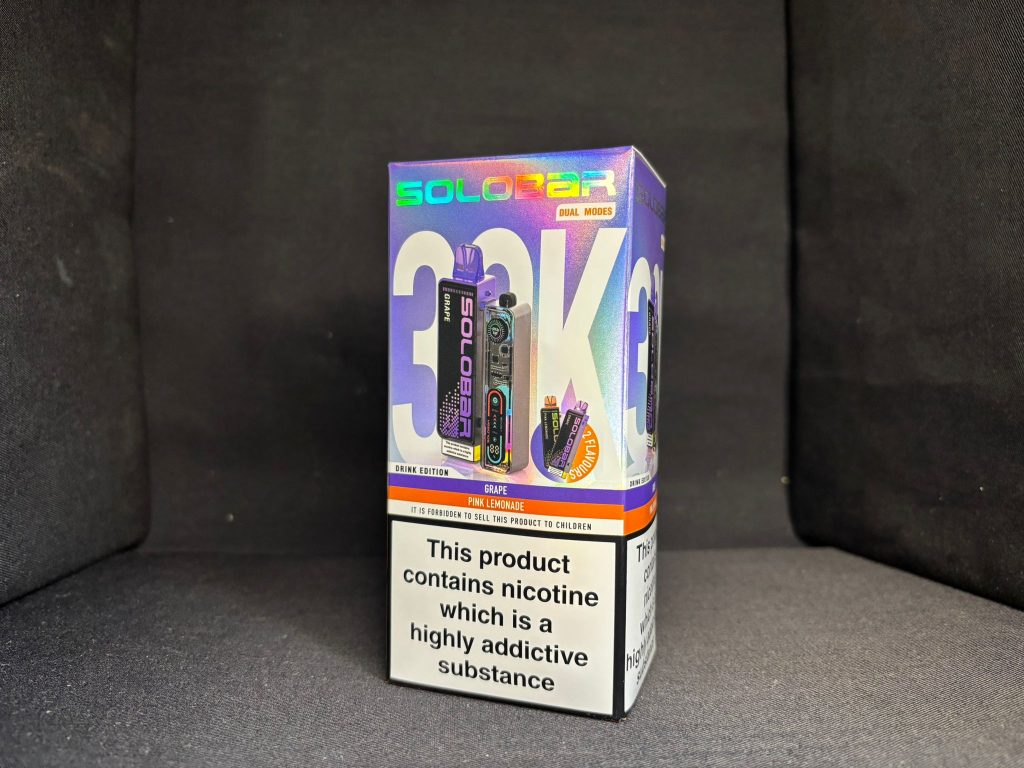 SOLOBAR
DUAL MODES
30K
GRAPE
SOLOBAR
SOLOBAR
2 FLAVOURS
DRINK EDITION
GRAPE
PINK LEMONADE
IT IS FORBIDDEN TO SELL THIS PRODUCT TO CHILDREN
This product
contains nicotine
which is a
highly addictive
substance